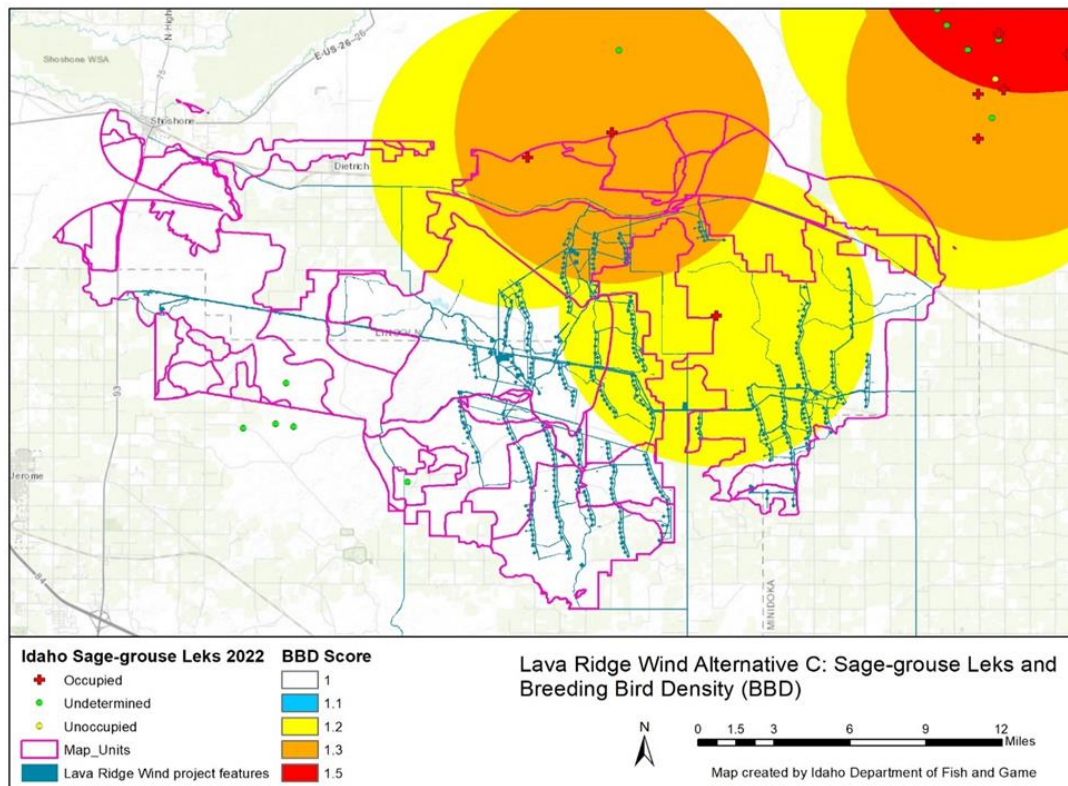 Shoshone WSA
N High
75
E-US-26-26
Shoshone
Dietrich
LINCOLN
93
Jerome
84
MINIDOKA
Idaho Sage-grouse Leks 2022
Occupied
Undetermined
Unoccupied
Map_Units
Lava Ridge Wind project features
BBD Score
1
1.1
1.2
1.3
1.5
Lava Ridge Wind Alternative C: Sage-grouse Leks and
Breeding Bird Density (BBD)
N
0 1.5 3 6 9 12
Miles
Map created by Idaho Department of Fish and Game